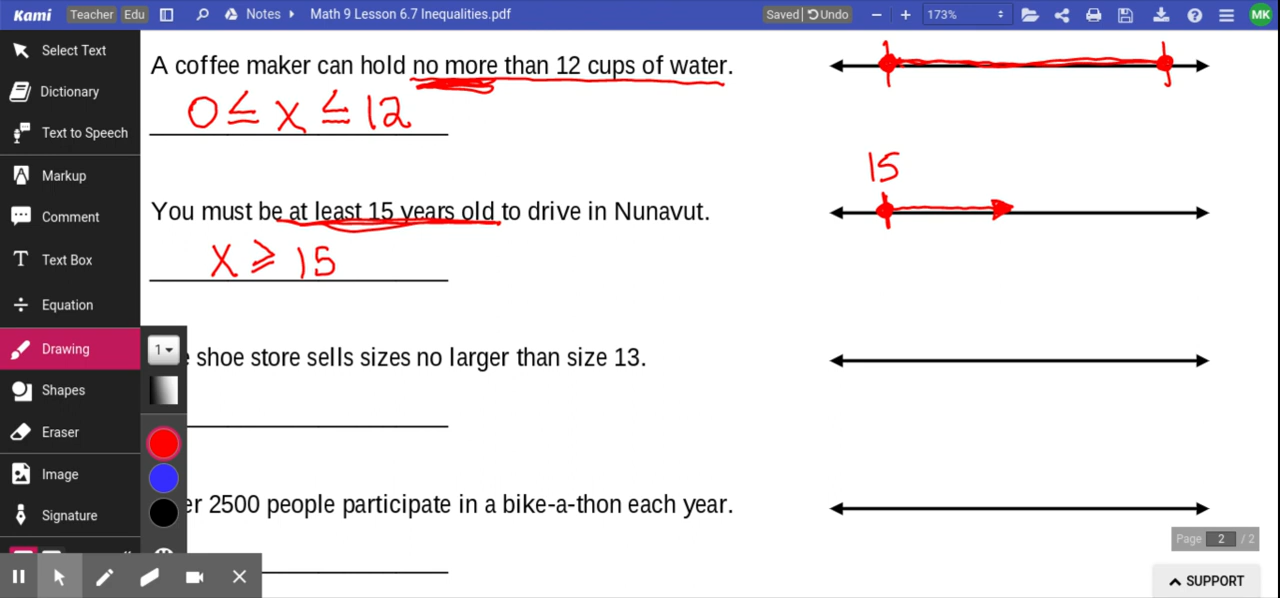 Kami Teacher Edu Notes Math 9 Lesson 6.7 Inequalities.pdf Saved Undo 173% MK
Select Text
Dictionary
Text to Speech
Markup
Comment
Text Box
Equation
Drawing
Shapes
Eraser
Image
Signature
1
A coffee maker can hold no more than 12 cups of water.
0 ≤ x ≤ 12
You must be at least 15 years old to drive in Nunavut.
15
x ≥ 15
shoe store sells sizes no larger than size 13.
2500 people participate in a bike-a-thon each year.
Page 2 / 2
SUPPORT